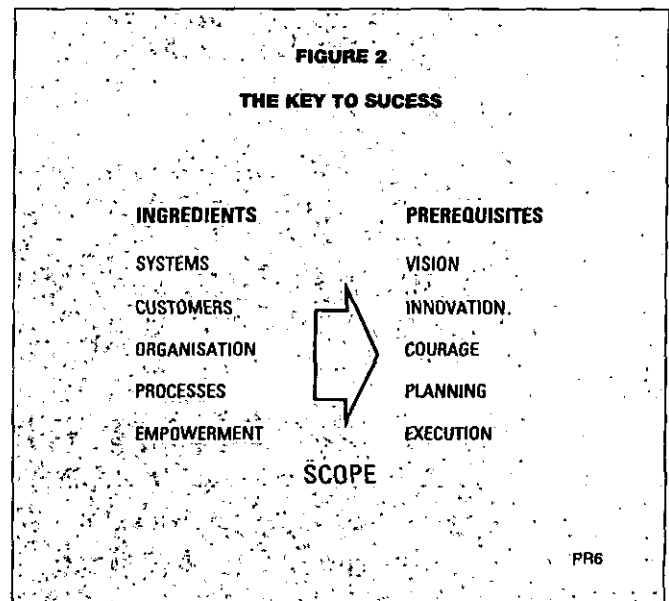 FIGURE 2
THE KEY TO SUCESS
INGREDIENTS PREREQUISITES
SYSTEMS VISION
CUSTOMERS INNOVATION
ORGANISATION COURAGE
PROCESSES PLANNING
EMPOWERMENT EXECUTION
SCOPE
PR6